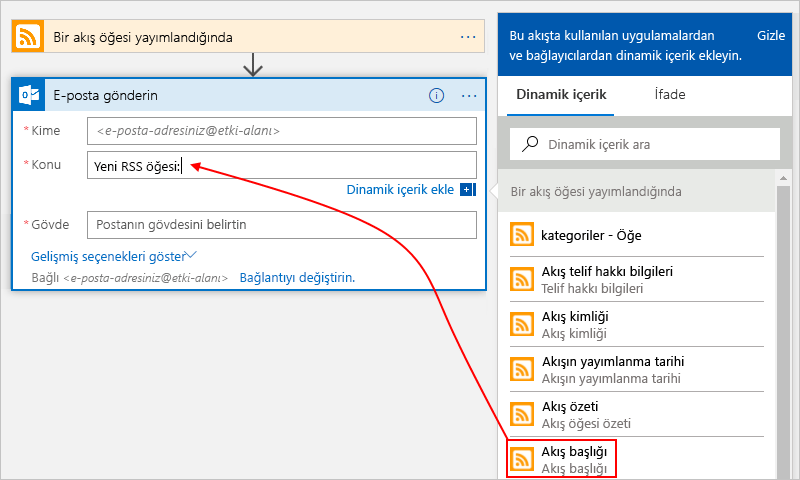 Bir akış öğesi yayımlandığında
E-posta gönderin
* Kime
<e-posta-adresiniz@etki-alanı>
* Konu
Yeni RSS öğesi:
Dinamik içerik ekle
* Gövde
Postanın gövdesini belirtin
Gelişmiş seçenekleri göster
Bağlı <e-posta-adresiniz@etki-alanı> Bağlantıyı değiştirin.
Bu akışta kullanılan uygulamalardan
ve bağlayıcılardan dinamik içerik ekleyin.
Gizle
Dinamik içerik
İfade
Dinamik içerik ara
Bir akış öğesi yayımlandığında
kategoriler - Öğe
Akış telif hakkı bilgileri
Telif hakkı bilgileri
Akış kimliği
Akış kimliği
Akışın yayımlanma tarihi
Akışın yayımlanma tarihi
Akış özeti
Akış öğesi özeti
Akış başlığı
Akış başlığı